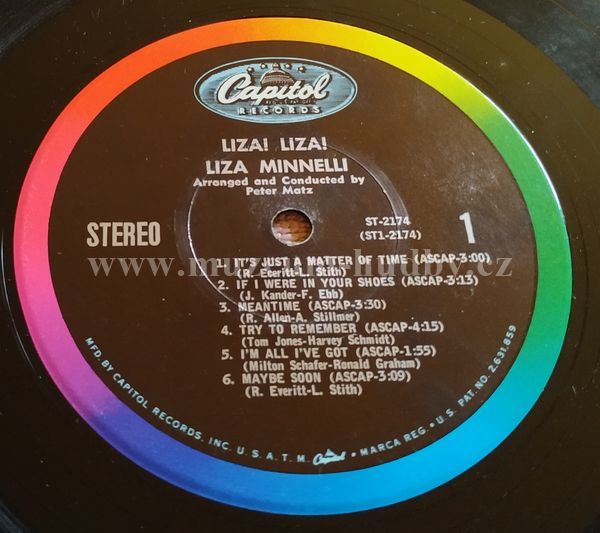 Capitol
RECORDS
LIZA! LIZA!
LIZA MINNELLI
Arranged and Conducted by
Peter Matz
STEREO
ST-2174
(ST1-2174)
1
1. IT'S JUST A MATTER OF TIME (ASCAP-3:00)
(R. Everitt-L. Stith)
2. IF I WERE IN YOUR SHOES (ASCAP-3:13)
(J. Kander-F. Ebb)
3. MEANTIME (ASCAP-3:30)
(R. Allen-A. Stillmer)
4. TRY TO REMEMBER (ASCAP-4:15)
(Tom Jones-Harvey Schmidt)
5. I'M ALL I'VE GOT (ASCAP-1:55)
(Milton Schafer-Ronald Graham)
6. MAYBE SOON (ASCAP-3:09)
(R. Everitt-L. Stith)
MFD. BY CAPITOL RECORDS, INC. U.S.A. T.M. Capitol MARCA REG. • U.S. PAT. NO. 2,631,859